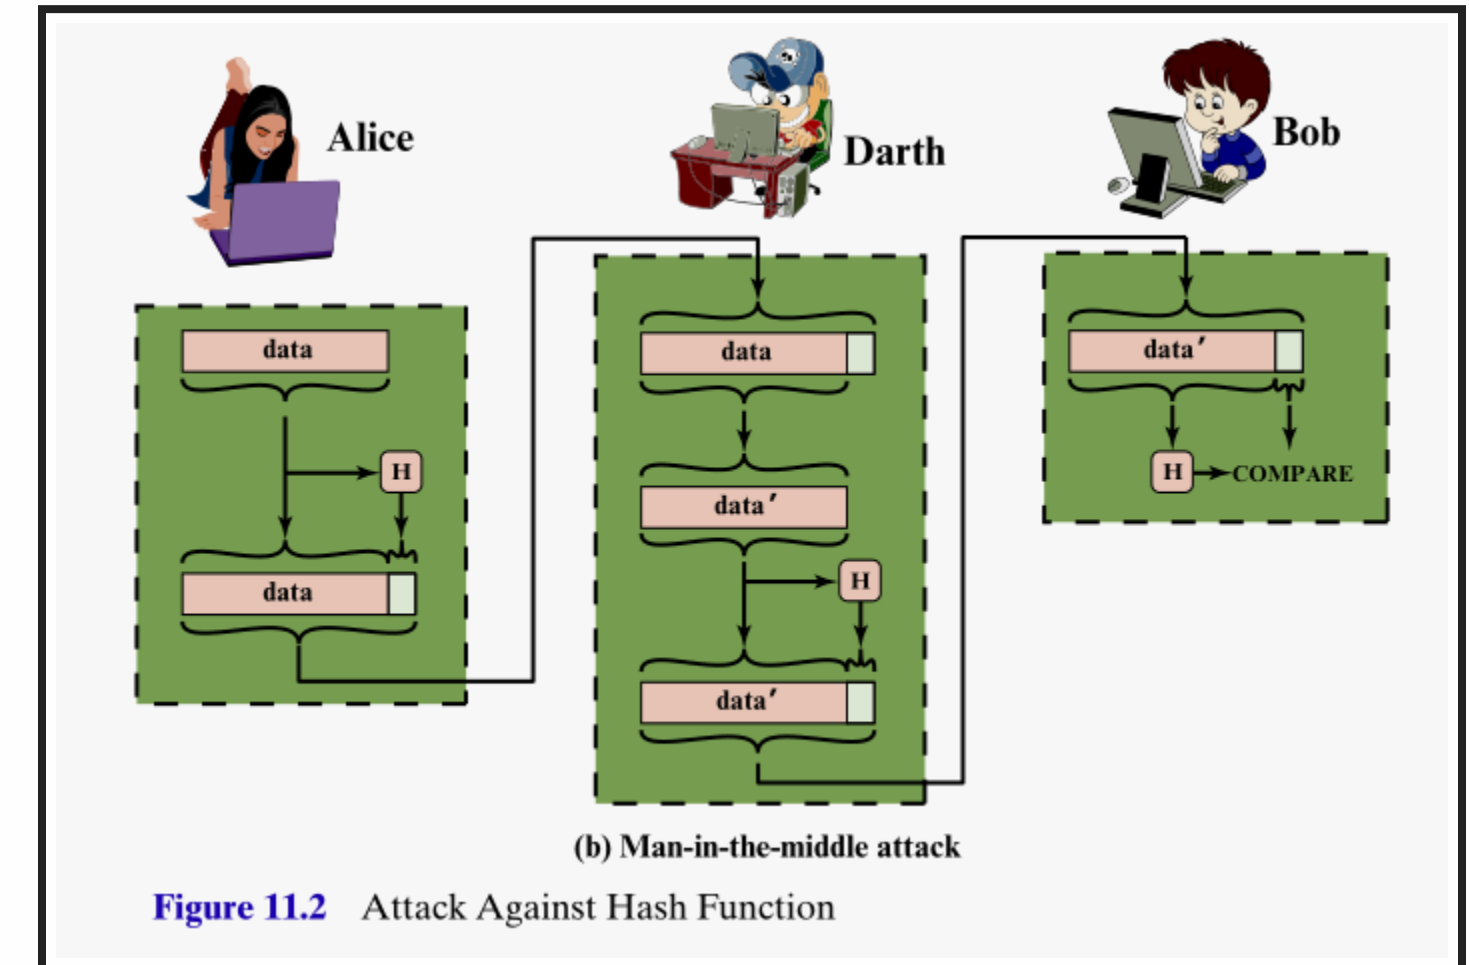 Alice
Darth
Bob
data
H
data
data
data′
H
data′
data′
H
COMPARE
(b) Man-in-the-middle attack
Figure 11.2 Attack Against Hash Function